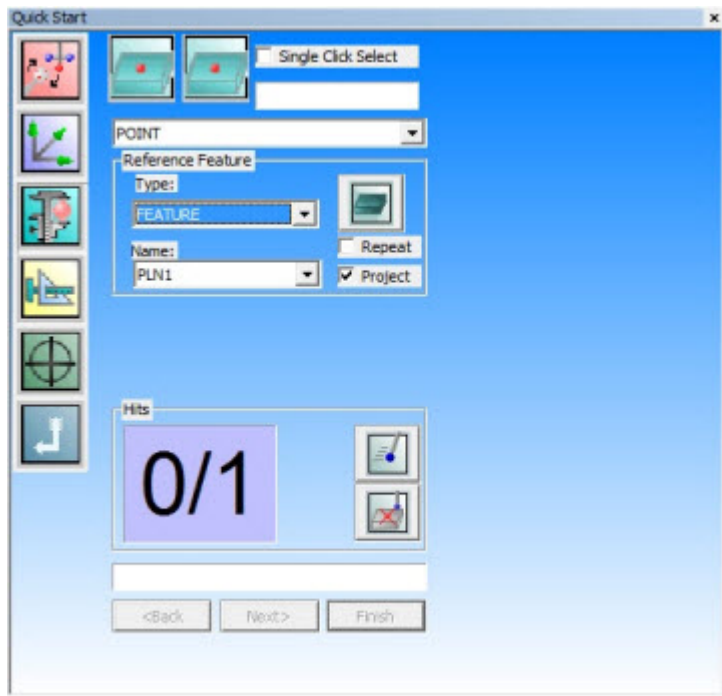 Quick Start
Single Click Select
POINT
Reference Feature
Type:
FEATURE
Name:
Repeat
PLN1
Project
Hits
0/1
<Back
Next>
Finish